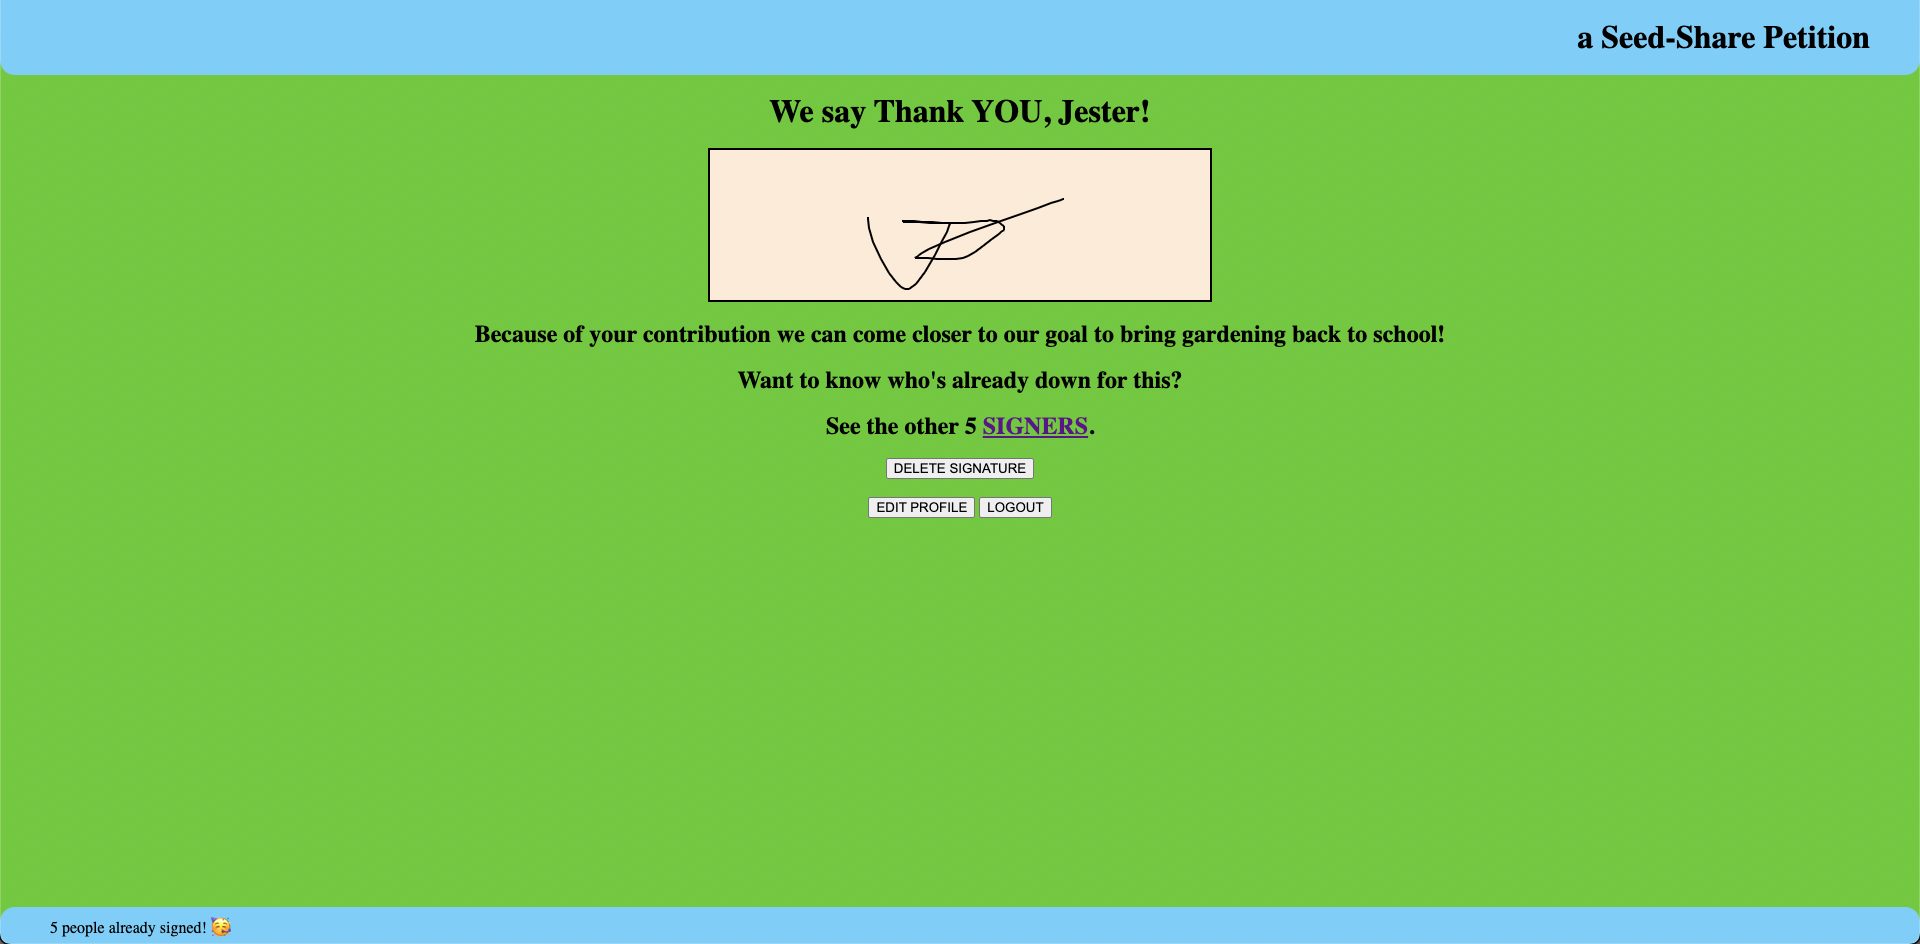 a Seed-Share Petition
We say Thank YOU, Jester!
Because of your contribution we can come closer to our goal to bring gardening back to school!
Want to know who's already down for this?
See the other 5 SIGNERS.
DELETE SIGNATURE
EDIT PROFILE LOGOUT
5 people already signed! 🥳